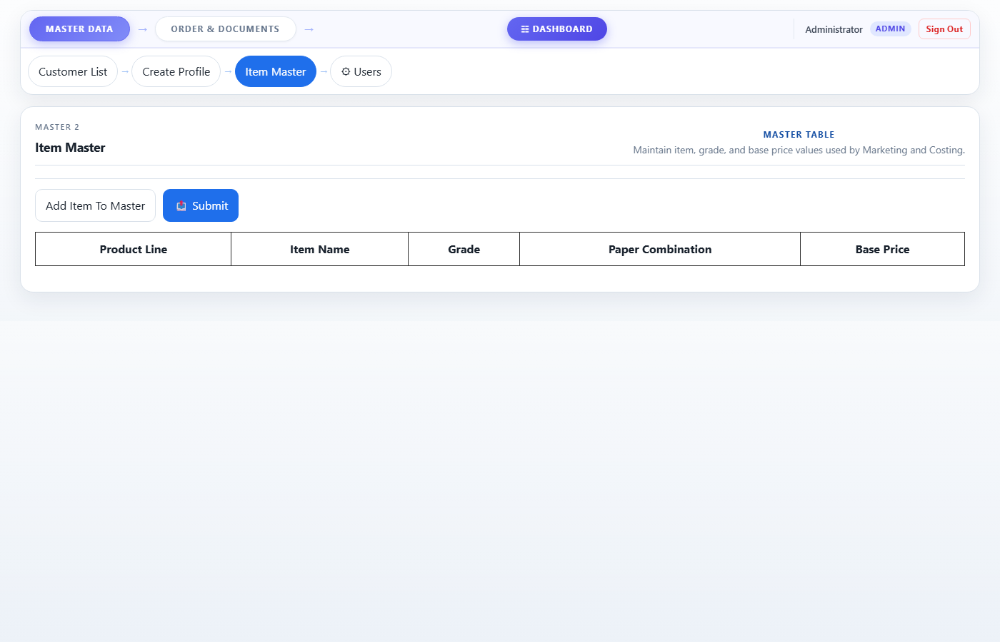 MASTER DATA → ORDER & DOCUMENTS → DASHBOARD Administrator ADMIN Sign Out
Customer List → Create Profile → Item Master → Users
MASTER 2
Item Master
MASTER TABLE
Maintain item, grade, and base price values used by Marketing and Costing.
Add Item To Master Submit
Product Line Item Name Grade Paper Combination Base Price